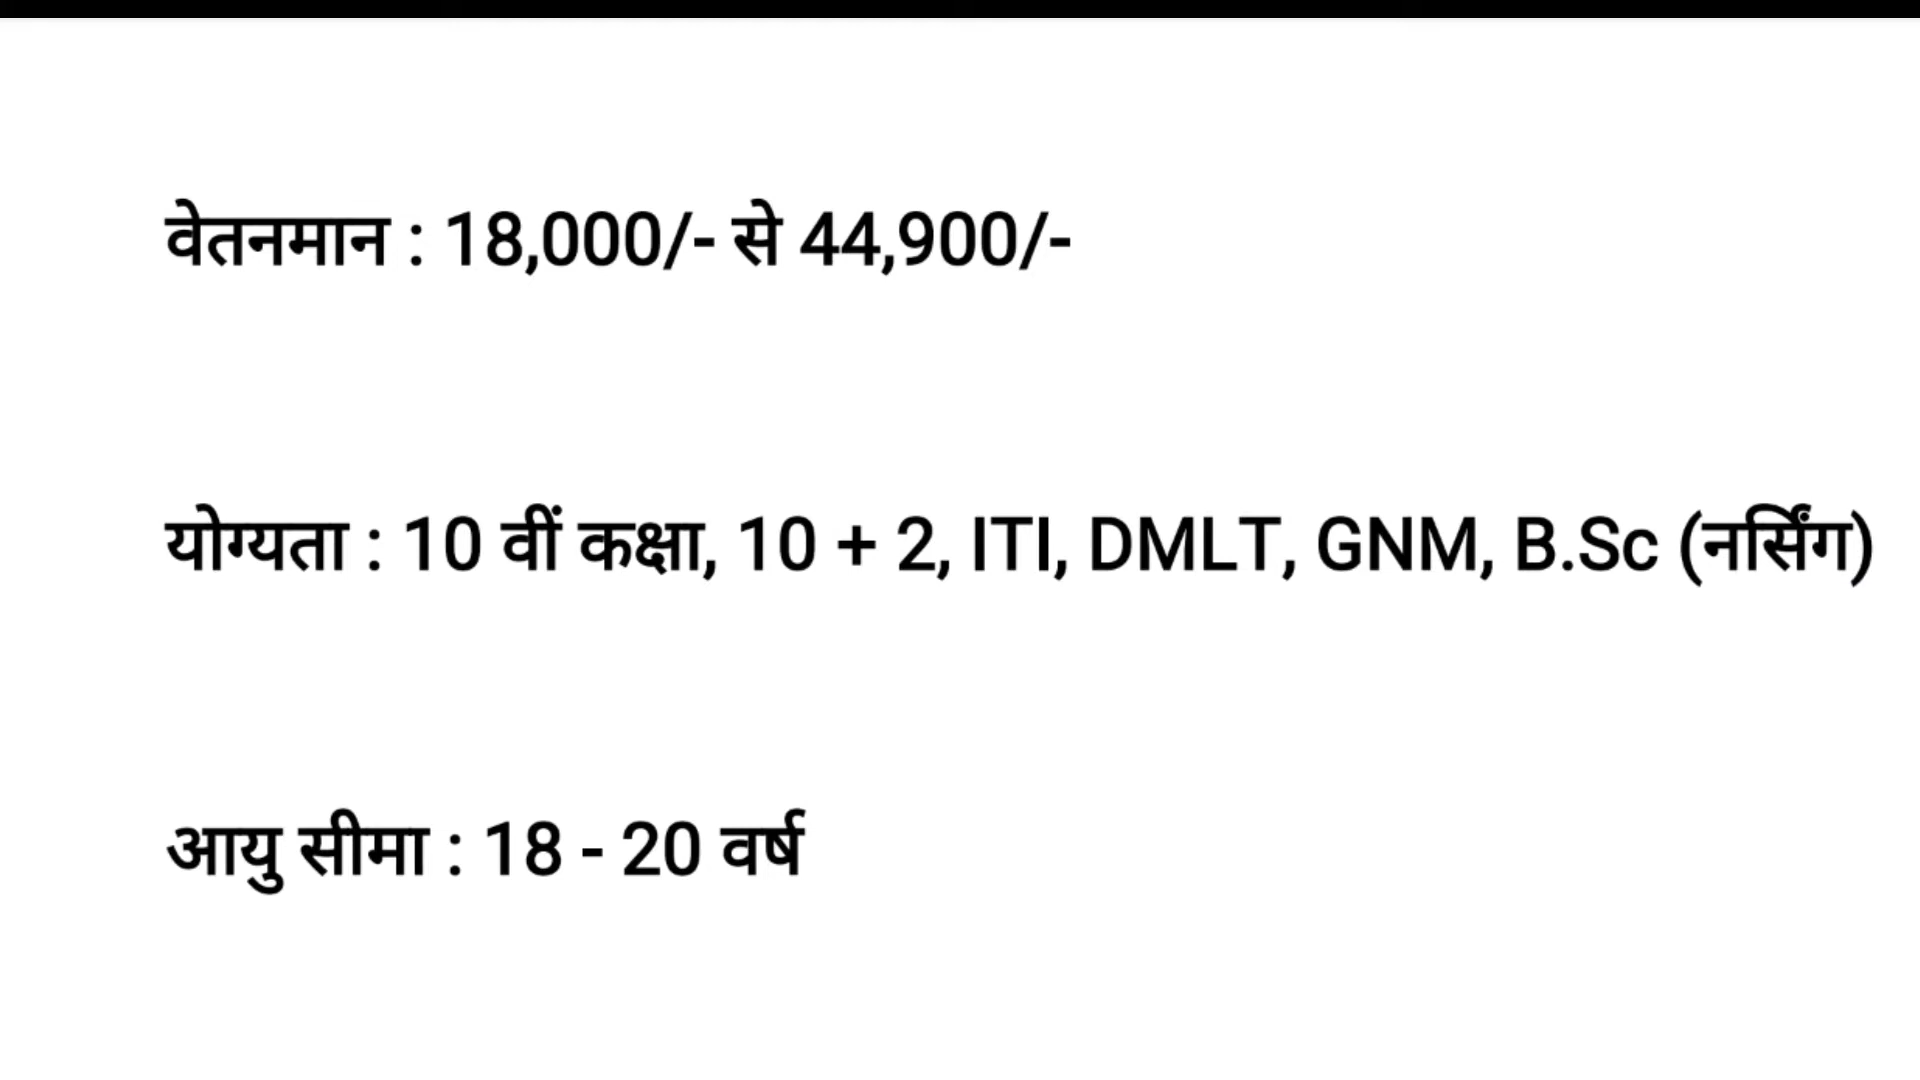 वेतनमान : 18,000/- से 44,900/-
योग्यता : 10 वीं कक्षा, 10 + 2, ITI, DMLT, GNM, B.Sc (नर्सिंग)
आयु सीमा : 18 - 20 वर्ष